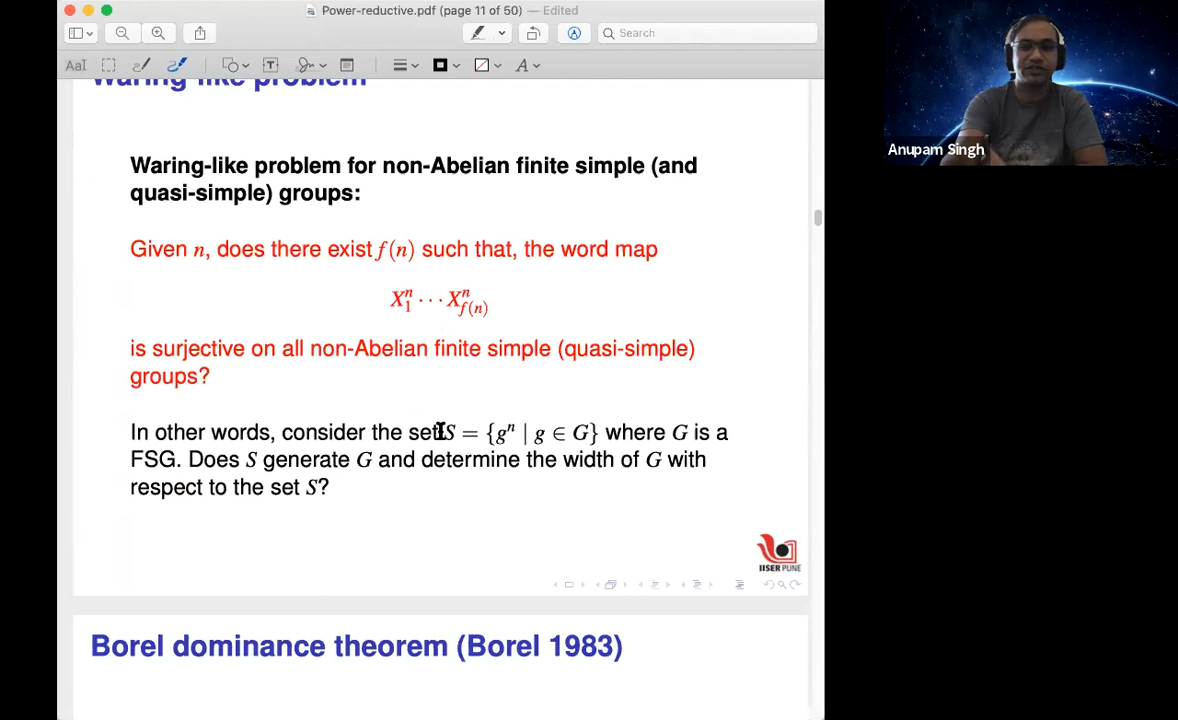 Power-reductive.pdf (page 11 of 50) — Edited
Search
AaI
T
A
Waring like problem
Anupam Singh
Waring-like problem for non-Abelian finite simple (and
quasi-simple) groups:
Given n, does there exist f(n) such that, the word map
X_1^n ⋯ X_{f(n)}^n
is surjective on all non-Abelian finite simple (quasi-simple)
groups?
In other words, consider the set S = {g^n | g ∈ G} where G is a
FSG. Does S generate G and determine the width of G with
respect to the set S?
IISER PUNE
Borel dominance theorem (Borel 1983)